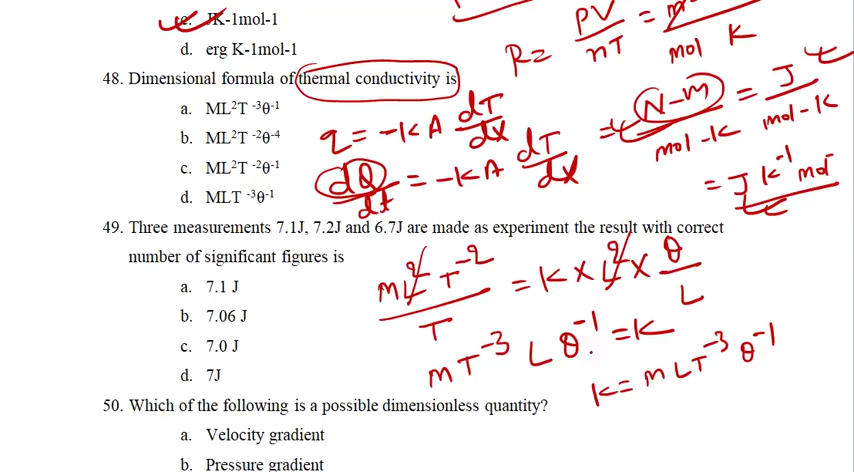 c. JK-1mol-1
d. erg K-1mol-1
R = PV / nT =
mol K
48. Dimensional formula of thermal conductivity is
a. ML²T ⁻³θ⁻¹
b. ML²T ⁻²θ⁻⁴
c. ML²T ⁻²θ⁻¹
d. MLT ⁻³θ⁻¹
q = -KA dT/dx
dQ/dt = -KA dT/dx
= N-m / mol-K = J / mol-K
= J K⁻¹ mol⁻
49. Three measurements 7.1J, 7.2J and 6.7J are made as experiment the result with correct
number of significant figures is
a. 7.1 J
b. 7.06 J
c. 7.0 J
d. 7J
ML² T⁻² / T = K × L² × θ / L
MT⁻³ L θ⁻¹ = K
K = MLT⁻³ θ⁻¹
50. Which of the following is a possible dimensionless quantity?
a. Velocity gradient
b. Pressure gradient